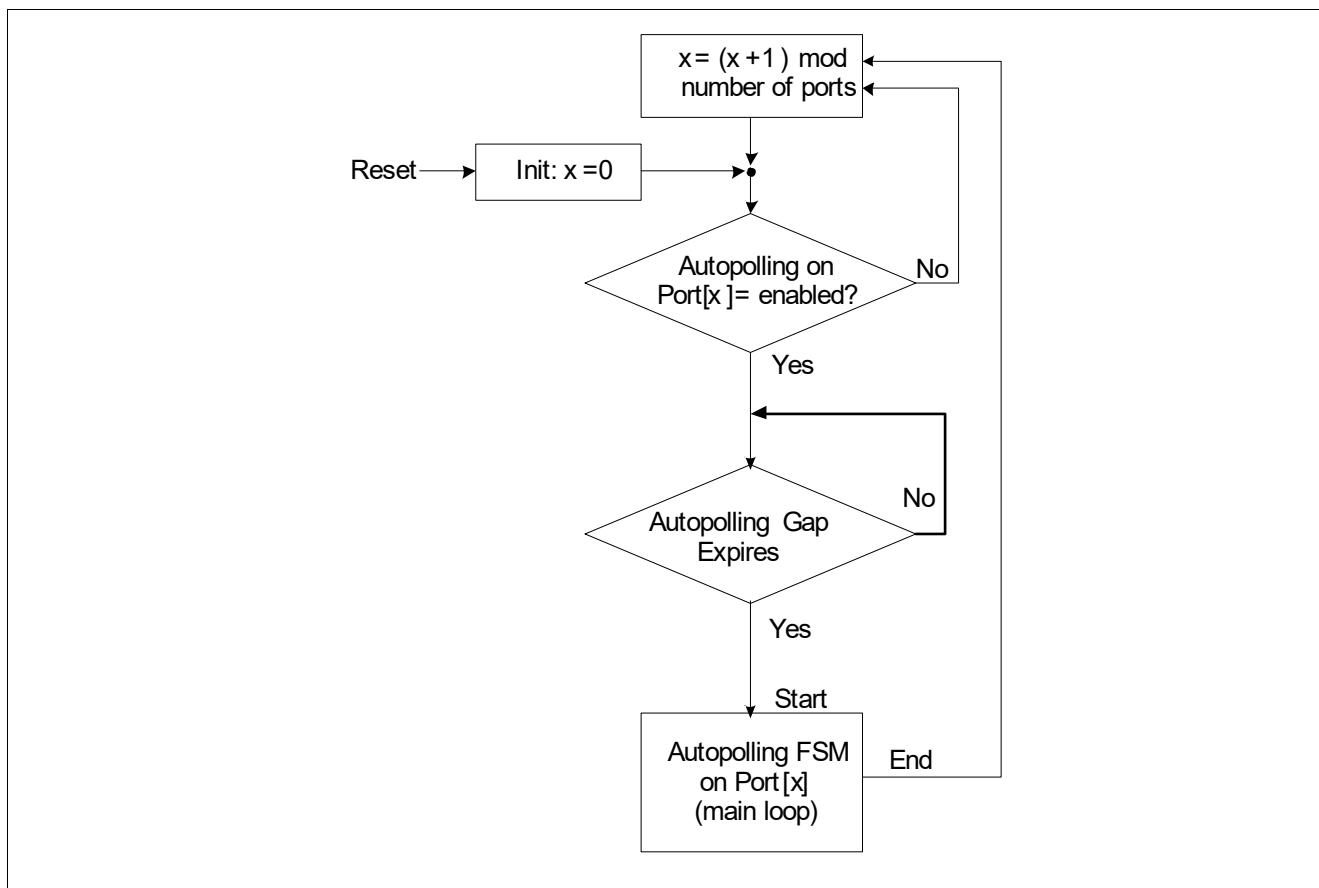 x = (x +1 ) mod
number of ports
Reset
Init: x =0
Autopolling on
Port[x ]= enabled?
No
Yes
Autopolling Gap
Expires
No
Yes
Start
Autopolling FSM
on Port [x]
(main loop)
End